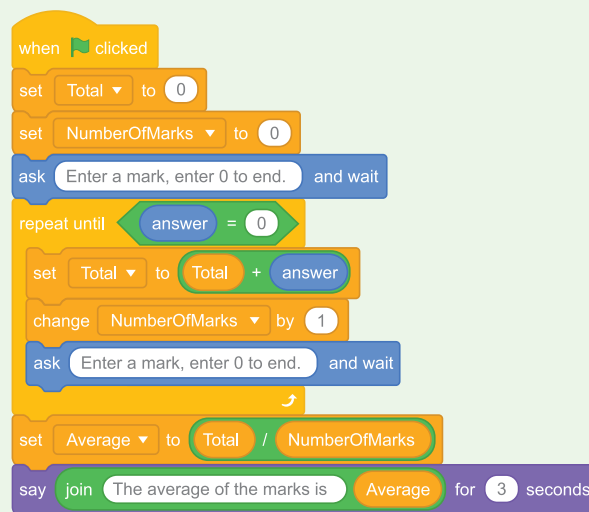 when clicked
set Total to 0
set NumberOfMarks to 0
ask Enter a mark, enter 0 to end. and wait
repeat until answer = 0
set Total to Total + answer
change NumberOfMarks by 1
ask Enter a mark, enter 0 to end. and wait
set Average to Total / NumberOfMarks
say join The average of the marks is Average for 3 seconds